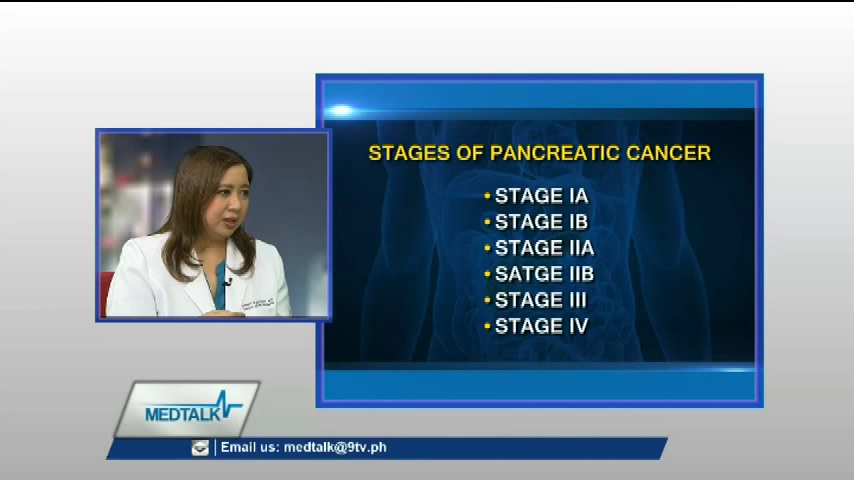 STAGES OF PANCREATIC CANCER
• STAGE IA
• STAGE IB
• STAGE IIA
• SATGE IIB
• STAGE III
• STAGE IV
MEDTALK
Email us: medtalk@9tv.ph